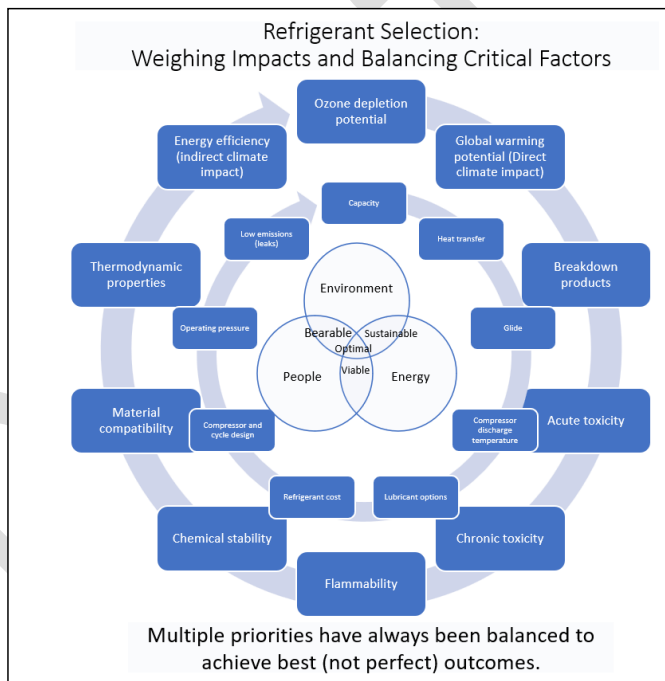 Refrigerant Selection:
Weighing Impacts and Balancing Critical Factors
Ozone depletion
potential
Global warming
potential (Direct
climate impact)
Breakdown
products
Acute toxicity
Chronic toxicity
Flammability
Chemical stability
Material
compatibility
Thermodynamic
properties
Energy efficiency
(indirect climate
impact)
Capacity
Heat transfer
Glide
Compressor
discharge
temperature
Lubricant options
Refrigerant cost
Compressor and
cycle design
Operating pressure
Low emissions
(leaks)
Environment
Bearable
Sustainable
Optimal
Viable
People
Energy
Multiple priorities have always been balanced to
achieve best (not perfect) outcomes.